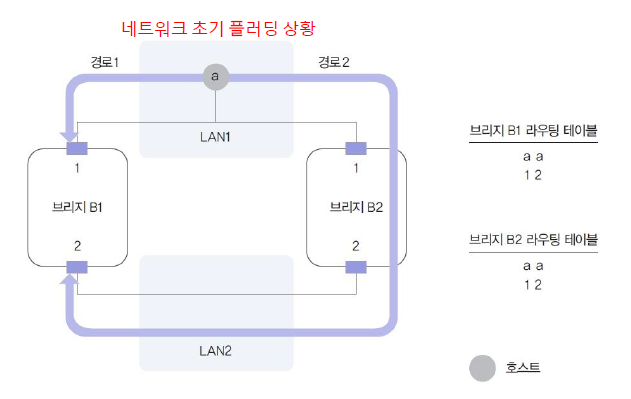 네트워크 초기 플러딩 상황
경로1
경로2
a
LAN1
1
1
브리지 B1
브리지 B2
2
2
LAN2
브리지 B1 라우팅 테이블
a a
1 2
브리지 B2 라우팅 테이블
a a
1 2
호스트